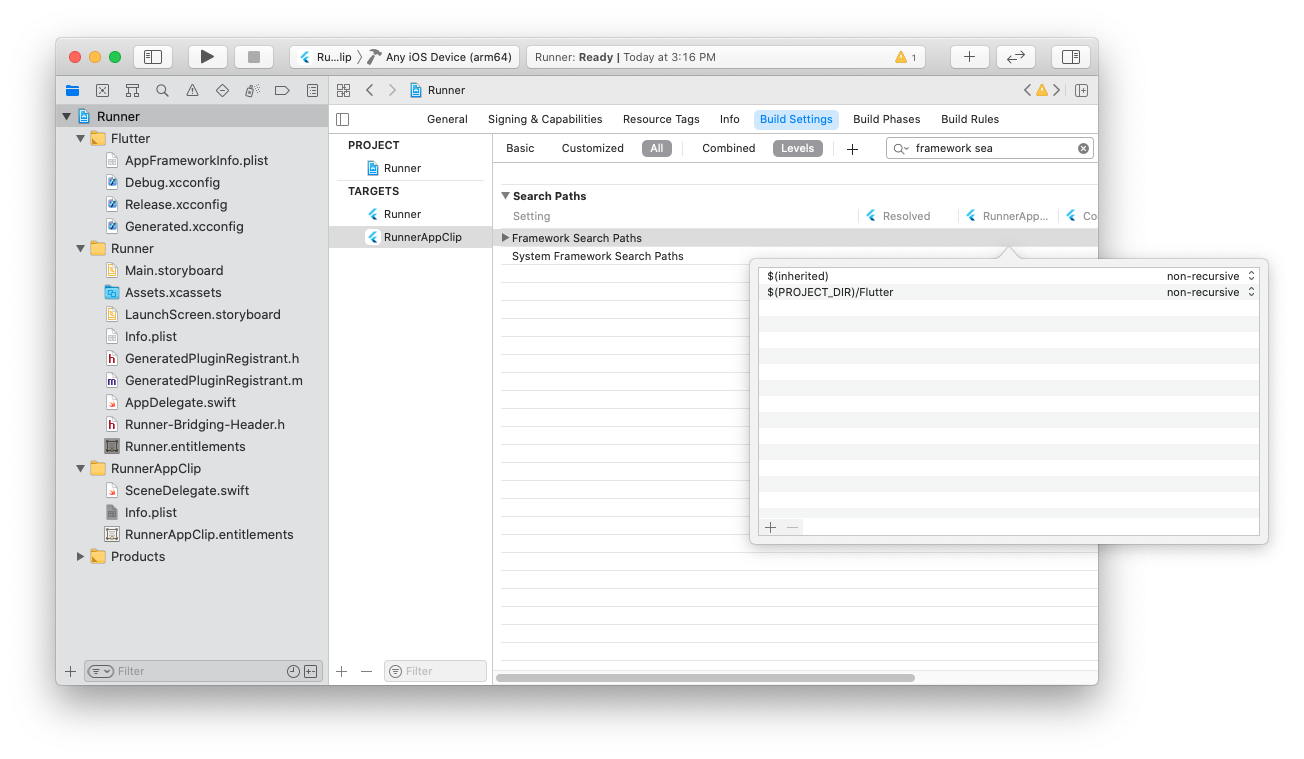 Ru...lip
Any iOS Device (arm64)
Runner: Ready | Today at 3:16 PM
1
Runner
Runner
Flutter
AppFrameworkInfo.plist
Debug.xcconfig
Release.xcconfig
Generated.xcconfig
Runner
Main.storyboard
Assets.xcassets
LaunchScreen.storyboard
Info.plist
GeneratedPluginRegistrant.h
GeneratedPluginRegistrant.m
AppDelegate.swift
Runner-Bridging-Header.h
Runner.entitlements
RunnerAppClip
SceneDelegate.swift
Info.plist
RunnerAppClip.entitlements
Products
Filter
General Signing & Capabilities Resource Tags Info Build Settings Build Phases Build Rules
PROJECT
Runner
TARGETS
Runner
RunnerAppClip
Filter
Basic Customized All Combined Levels framework sea
Search Paths
Setting Resolved RunnerApp... Co
Framework Search Paths
System Framework Search Paths
$(inherited) non-recursive
$(PROJECT_DIR)/Flutter non-recursive